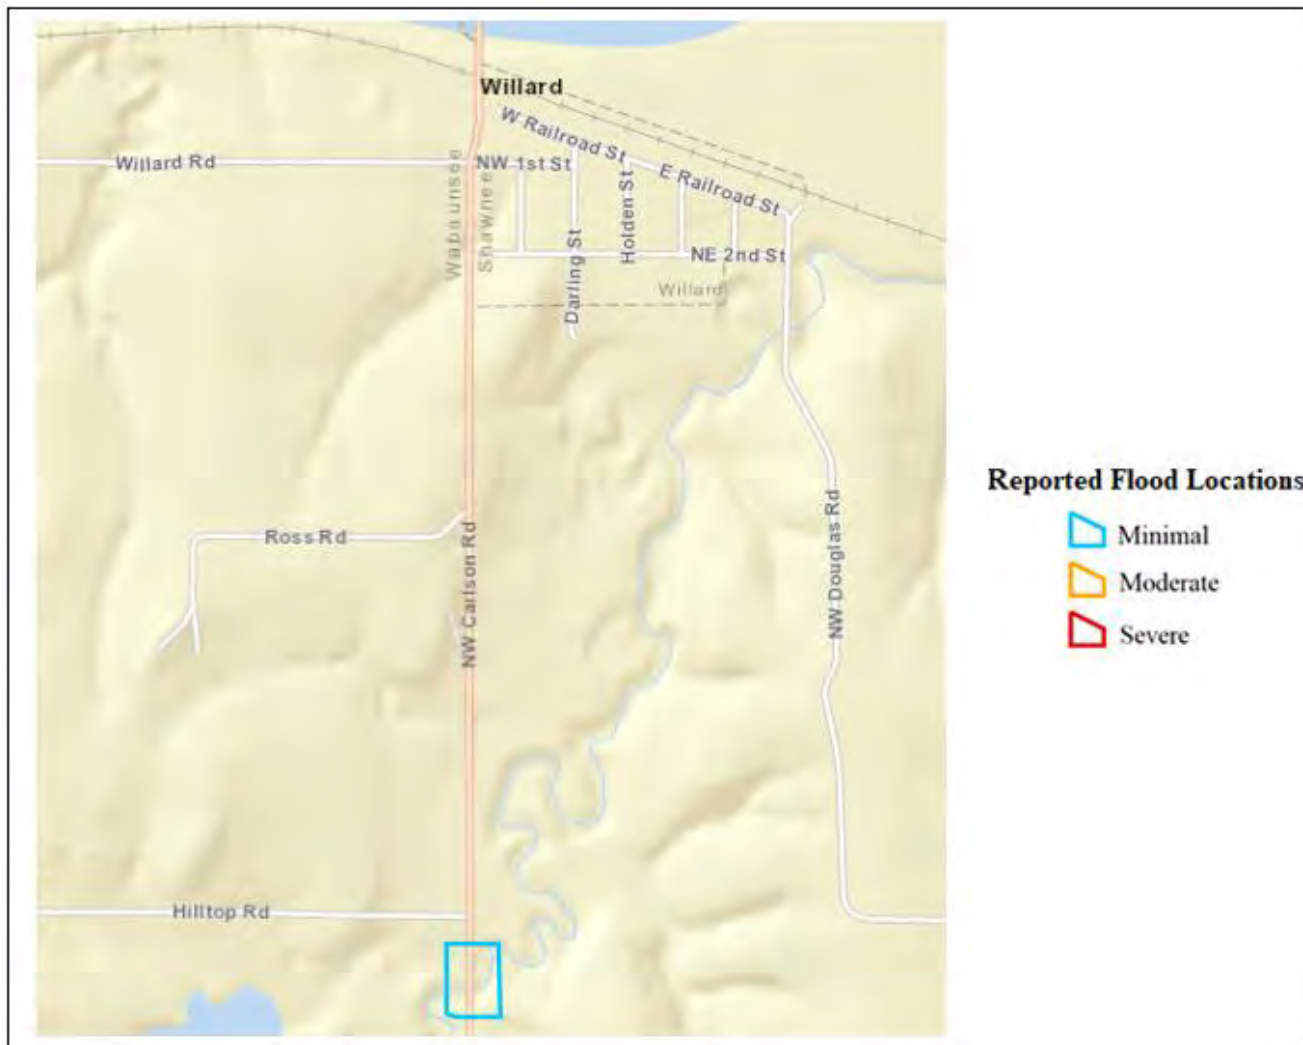 Willard
W Railroad St
Willard Rd
NW 1st St
E Railroad St
Wabaunsee
Shawnee
Holden St
Darling St
NE 2nd St
Willard
Reported Flood Locations
Minimal
Moderate
Severe
Ross Rd
NW Carlson Rd
NW Douglas Rd
Hilltop Rd